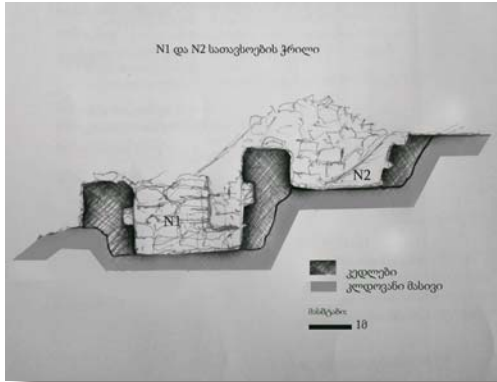 N1 და N2 სათავსოების ჭრილი
N2
N1
კედლები
კლდოვანი მასივი
მასშტაბი:
1მ